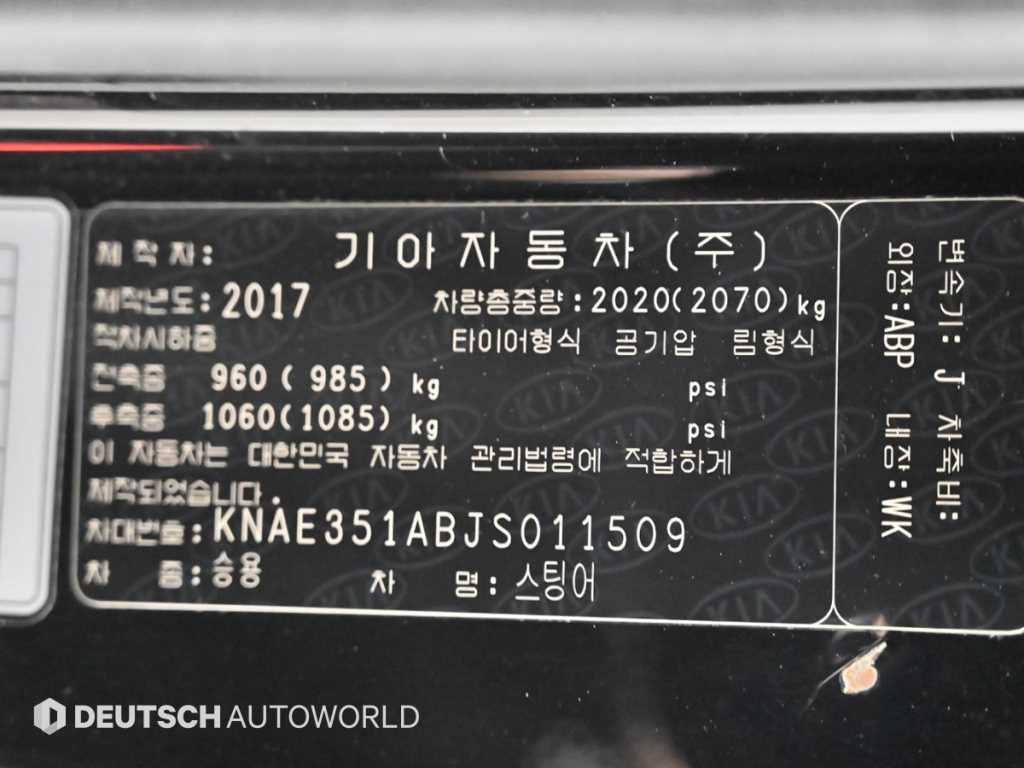 제 작 자: 기아자동차(주)
제작년도:2017 차량총중량:2020(2070)kg
적차시하중 타이어형식 공기압 림형식
전축중 960(985)kg psi
후축중 1060(1085)kg psi
이 자동차는 대한민국 자동차 관리법령에 적합하게
제작되었습니다.
차대번호:KNAE351ABJS011509
차 종:승용 차 명:스팅어
변속기: J 차축비:
외장:ABP 내장:WK
KIA
DEUTSCH AUTOWORLD